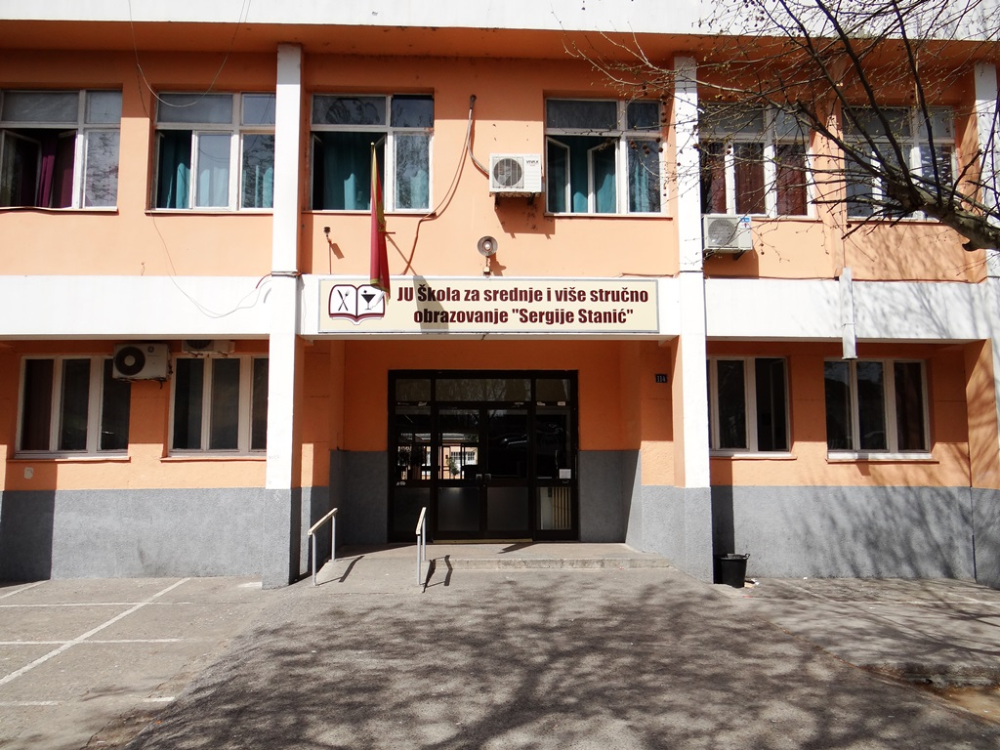 JU Škola za srednje i više stručno
obrazovanje "Sergije Stanić"